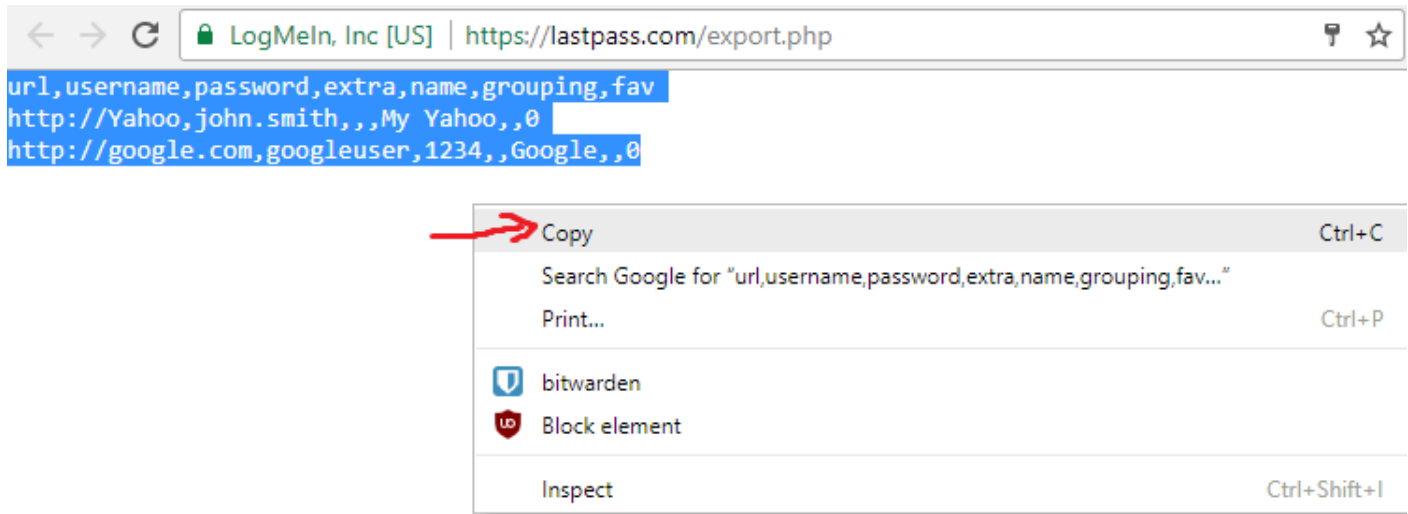 LogMeIn, Inc [US] | https://lastpass.com/export.php
url,username,password,extra,name,grouping,fav
http://Yahoo,john.smith,,,My Yahoo,,0
http://google.com,googleuser,1234,,Google,,0
Copy Ctrl+C
Search Google for “url,username,password,extra,name,grouping,fav...”
Print... Ctrl+P
bitwarden
Block element
Inspect Ctrl+Shift+I